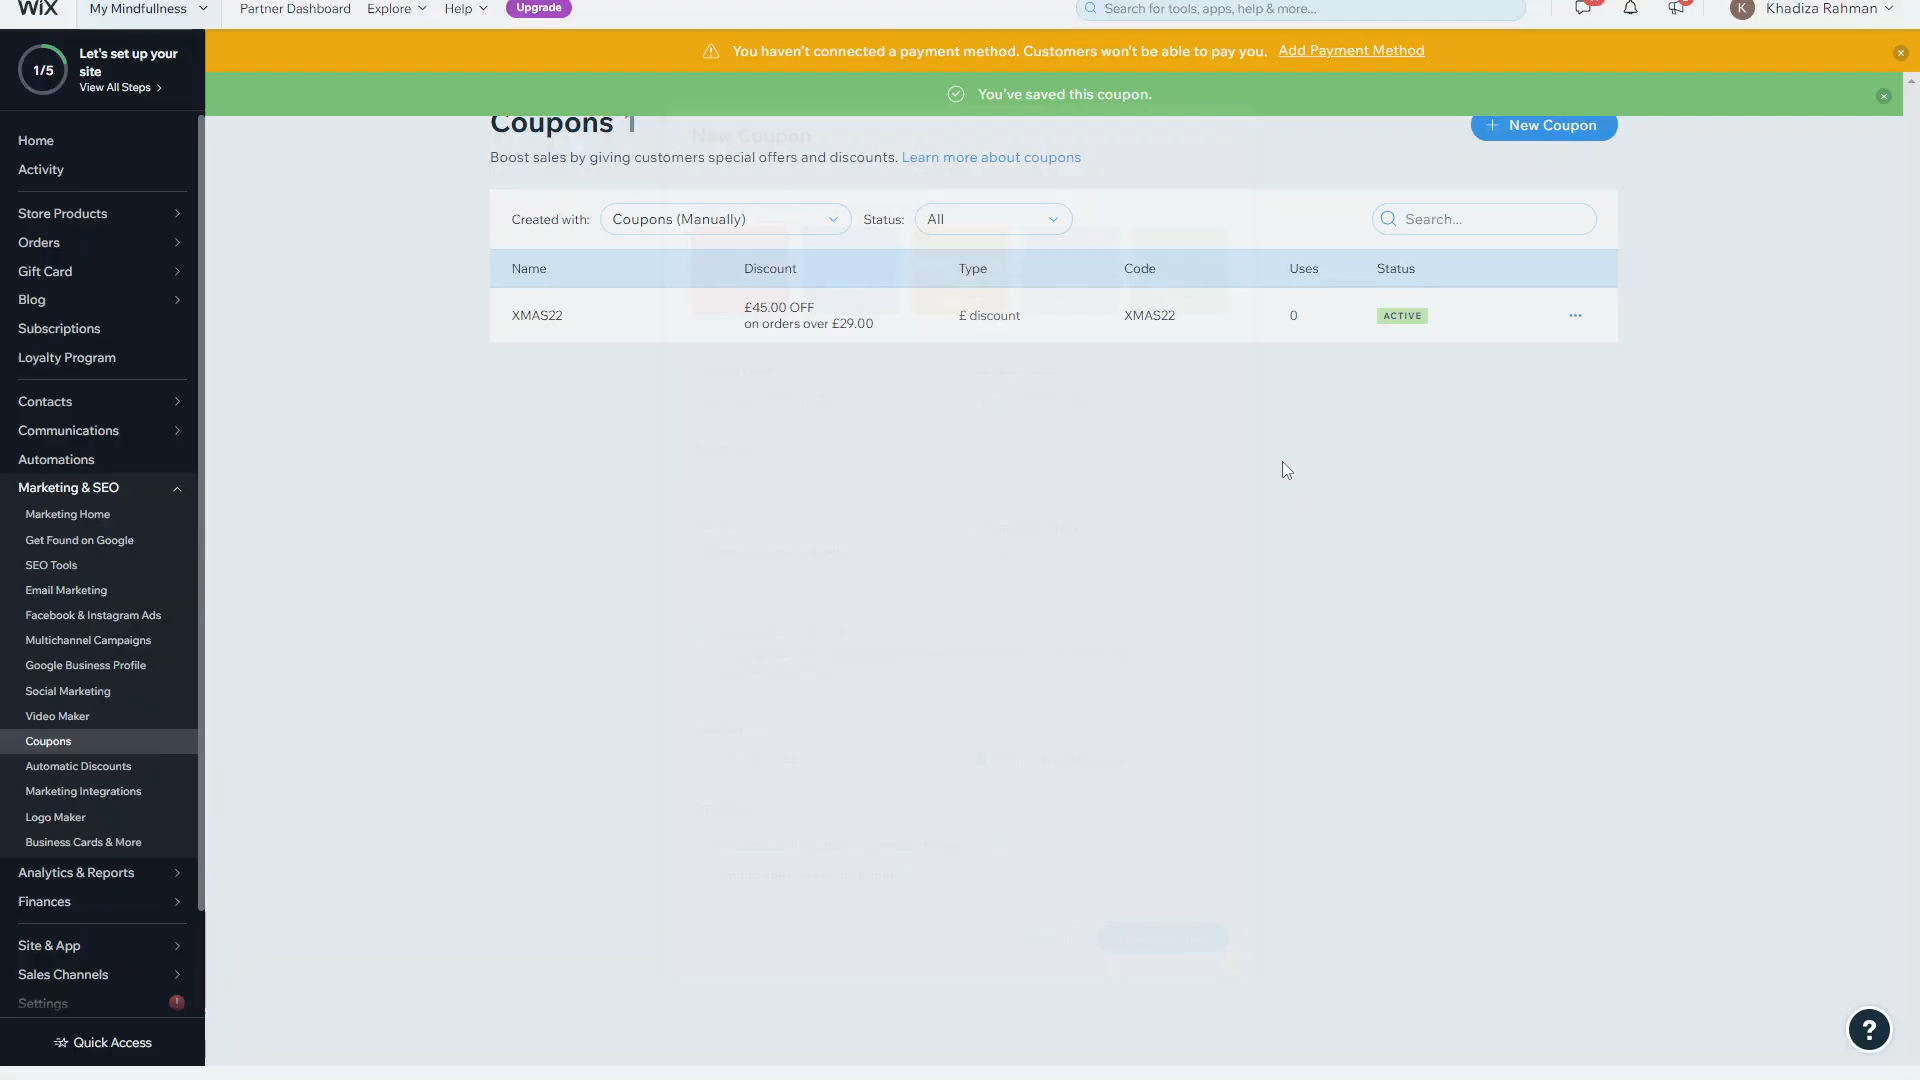 WiX
My Mindfullness
Partner Dashboard
Explore
Help
Upgrade
Search for tools, apps, help & more...
K
Khadiza Rahman
1/5
Let's set up your
site
View All Steps
You haven't connected a payment method. Customers won't be able to pay you. Add Payment Method
You've saved this coupon.
Home
Activity
Store Products
Orders
Gift Card
Blog
Subscriptions
Loyalty Program
Contacts
Communications
Automations
Marketing & SEO
Marketing Home
Get Found on Google
SEO Tools
Email Marketing
Facebook & Instagram Ads
Multichannel Campaigns
Google Business Profile
Social Marketing
Video Maker
Coupons
Automatic Discounts
Marketing Integrations
Logo Maker
Business Cards & More
Analytics & Reports
Finances
Site & App
Sales Channels
Settings
Quick Access
Coupons 1
New Coupon
+ New Coupon
Boost sales by giving customers special offers and discounts. Learn more about coupons
Created with: Coupons (Manually) Status: All Search...
Name Discount Type Code Uses Status
XMAS22 £45.00 OFF
on orders over £29.00 £ discount XMAS22 0 ACTIVE ...
?